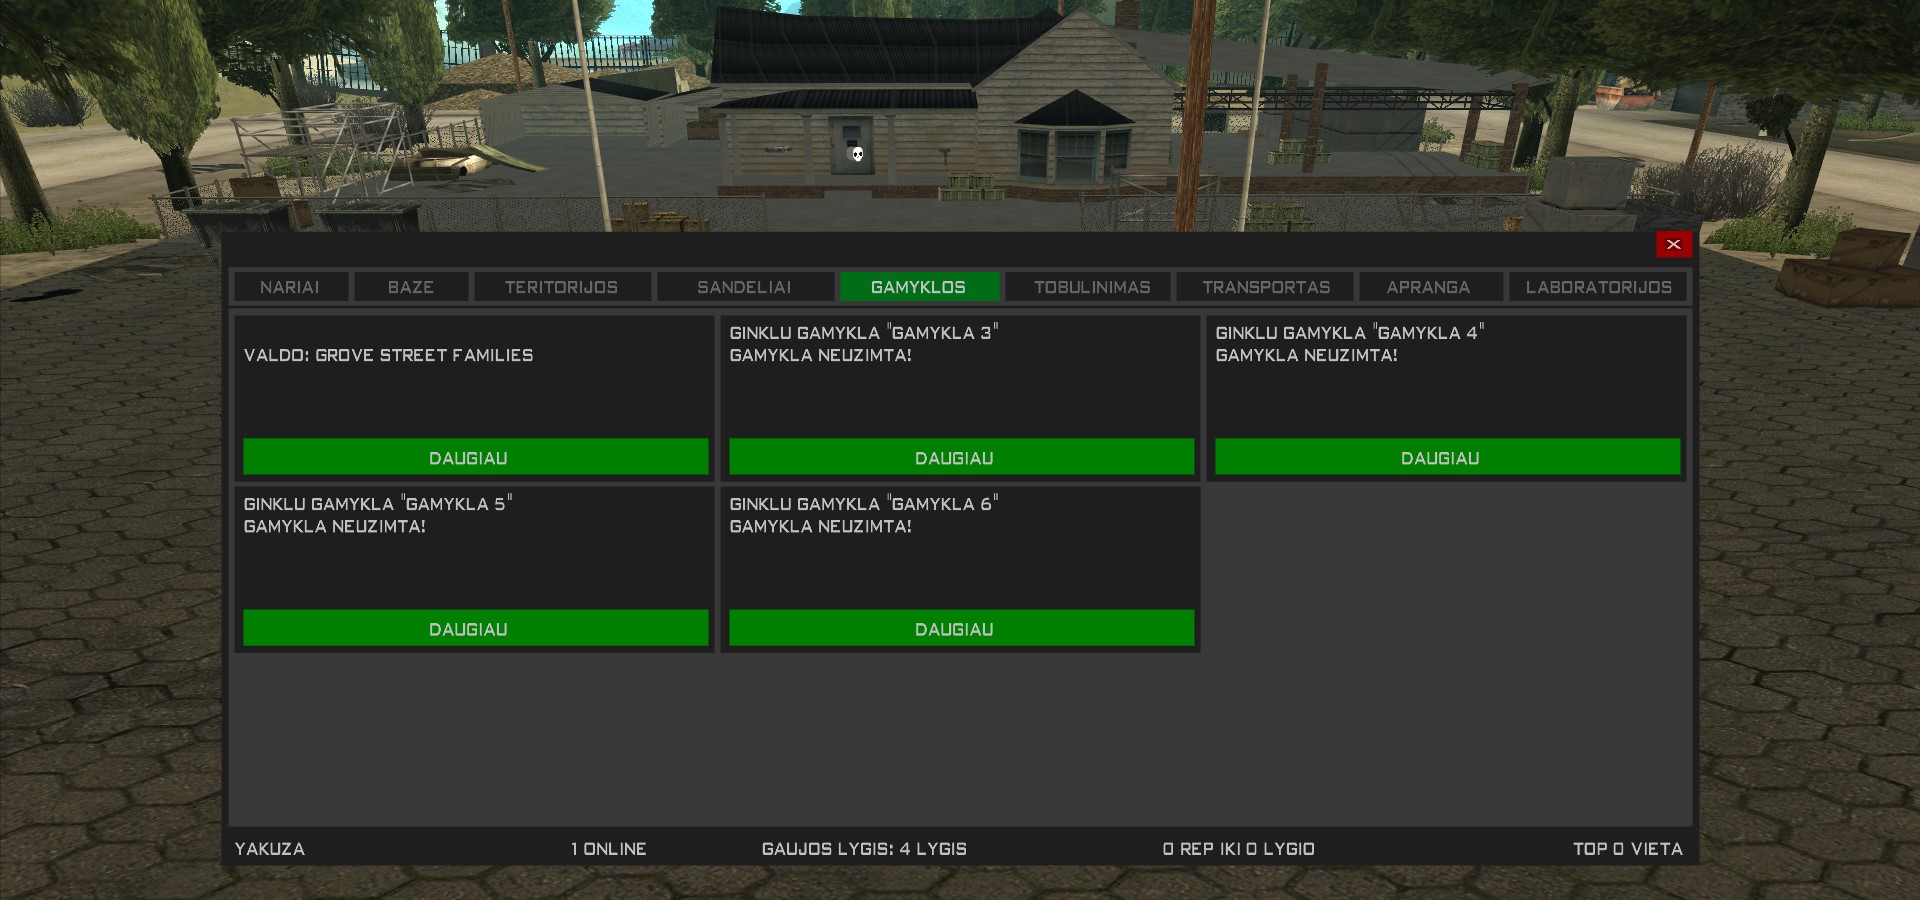 NARIAI
BAZE
TERITORIJOS
SANDELIAI
GAMYKLOS
TOBULINIMAS
TRANSPORTAS
APRANGA
LABORATORIJOS
VALDO: GROVE STREET FAMILIES
DAUGIAU
GINKLU GAMYKLA "GAMYKLA 3"
GAMYKLA NEUZIMTA!
DAUGIAU
GINKLU GAMYKLA "GAMYKLA 4"
GAMYKLA NEUZIMTA!
DAUGIAU
GINKLU GAMYKLA "GAMYKLA 5"
GAMYKLA NEUZIMTA!
DAUGIAU
GINKLU GAMYKLA "GAMYKLA 6"
GAMYKLA NEUZIMTA!
DAUGIAU
YAKUZA
1 ONLINE
GAUJOS LYGIS: 4 LYGIS
0 REP IKI 0 LYGIO
TOP 0 VIETA